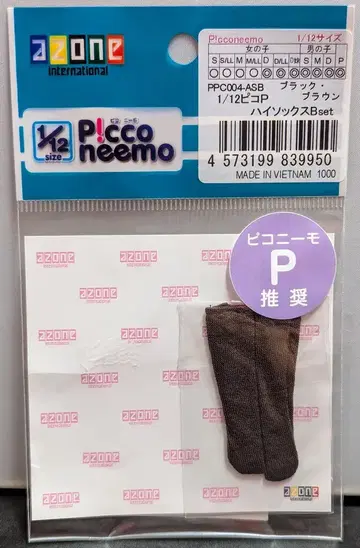 azone
international
P!cconeemo 1/12サイズ
女の子 男の子
S S/LL M M/LL D D/巨 S M D P
PPC004-ASB ブラック・
1/12ピコP ブラウン
ハイソックスBset
4 573199 839950
MADE IN VIETNAM 1000
1/12
size
ピコ ニーモ
P!cco
neemo
ピコニーモ
P
推奨
azone
international